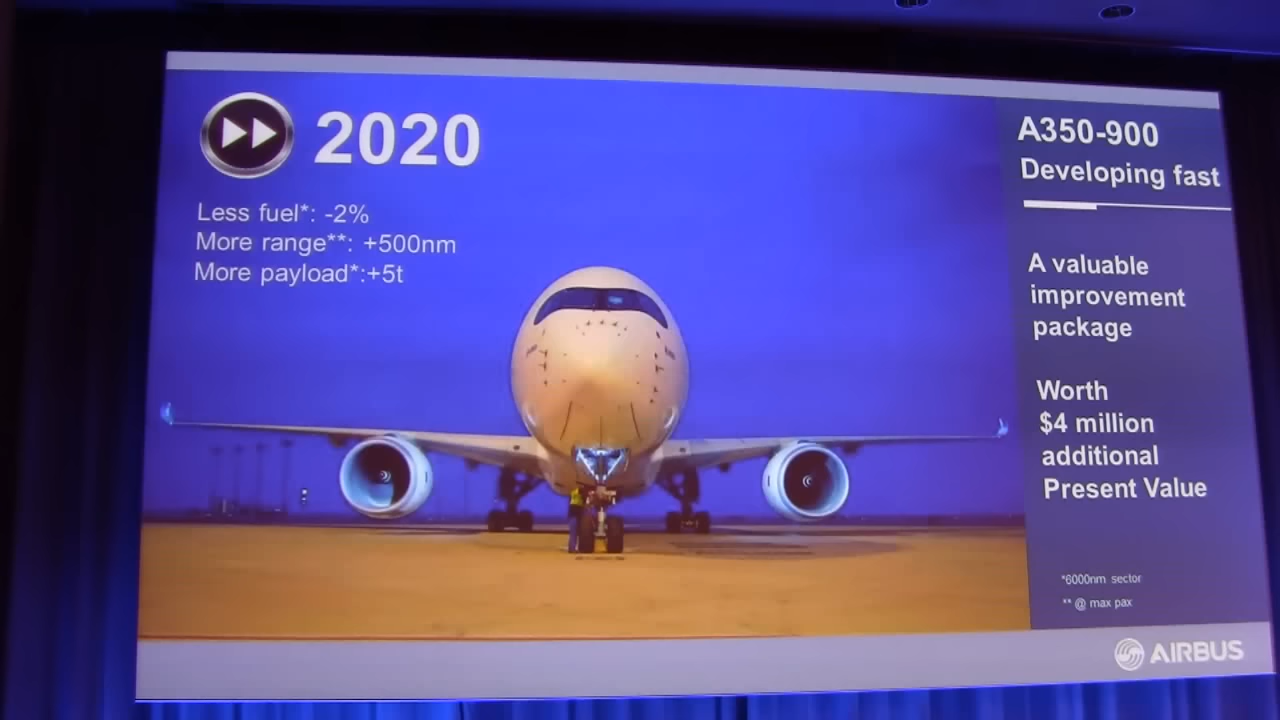 2020
Less fuel*: -2%
More range**: +500nm
More payload*:+5t
A350-900
Developing fast
A valuable
improvement
package
Worth
$4 million
additional
Present Value
*6000nm sector
** @ max pax
AIRBUS